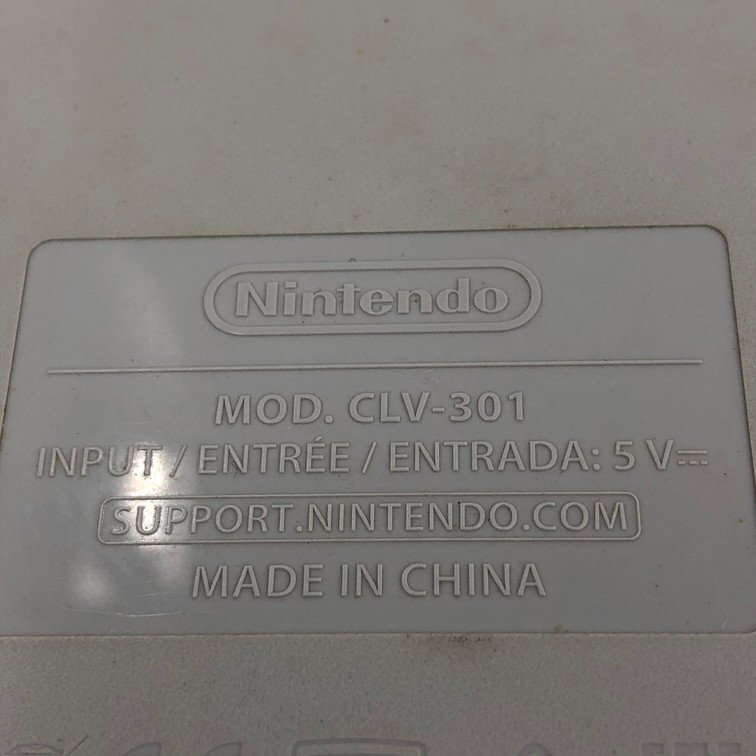 Nintendo
MOD. CLV-301
INPUT / ENTRÉE / ENTRADA: 5 V⎓
SUPPORT.NINTENDO.COM
MADE IN CHINA